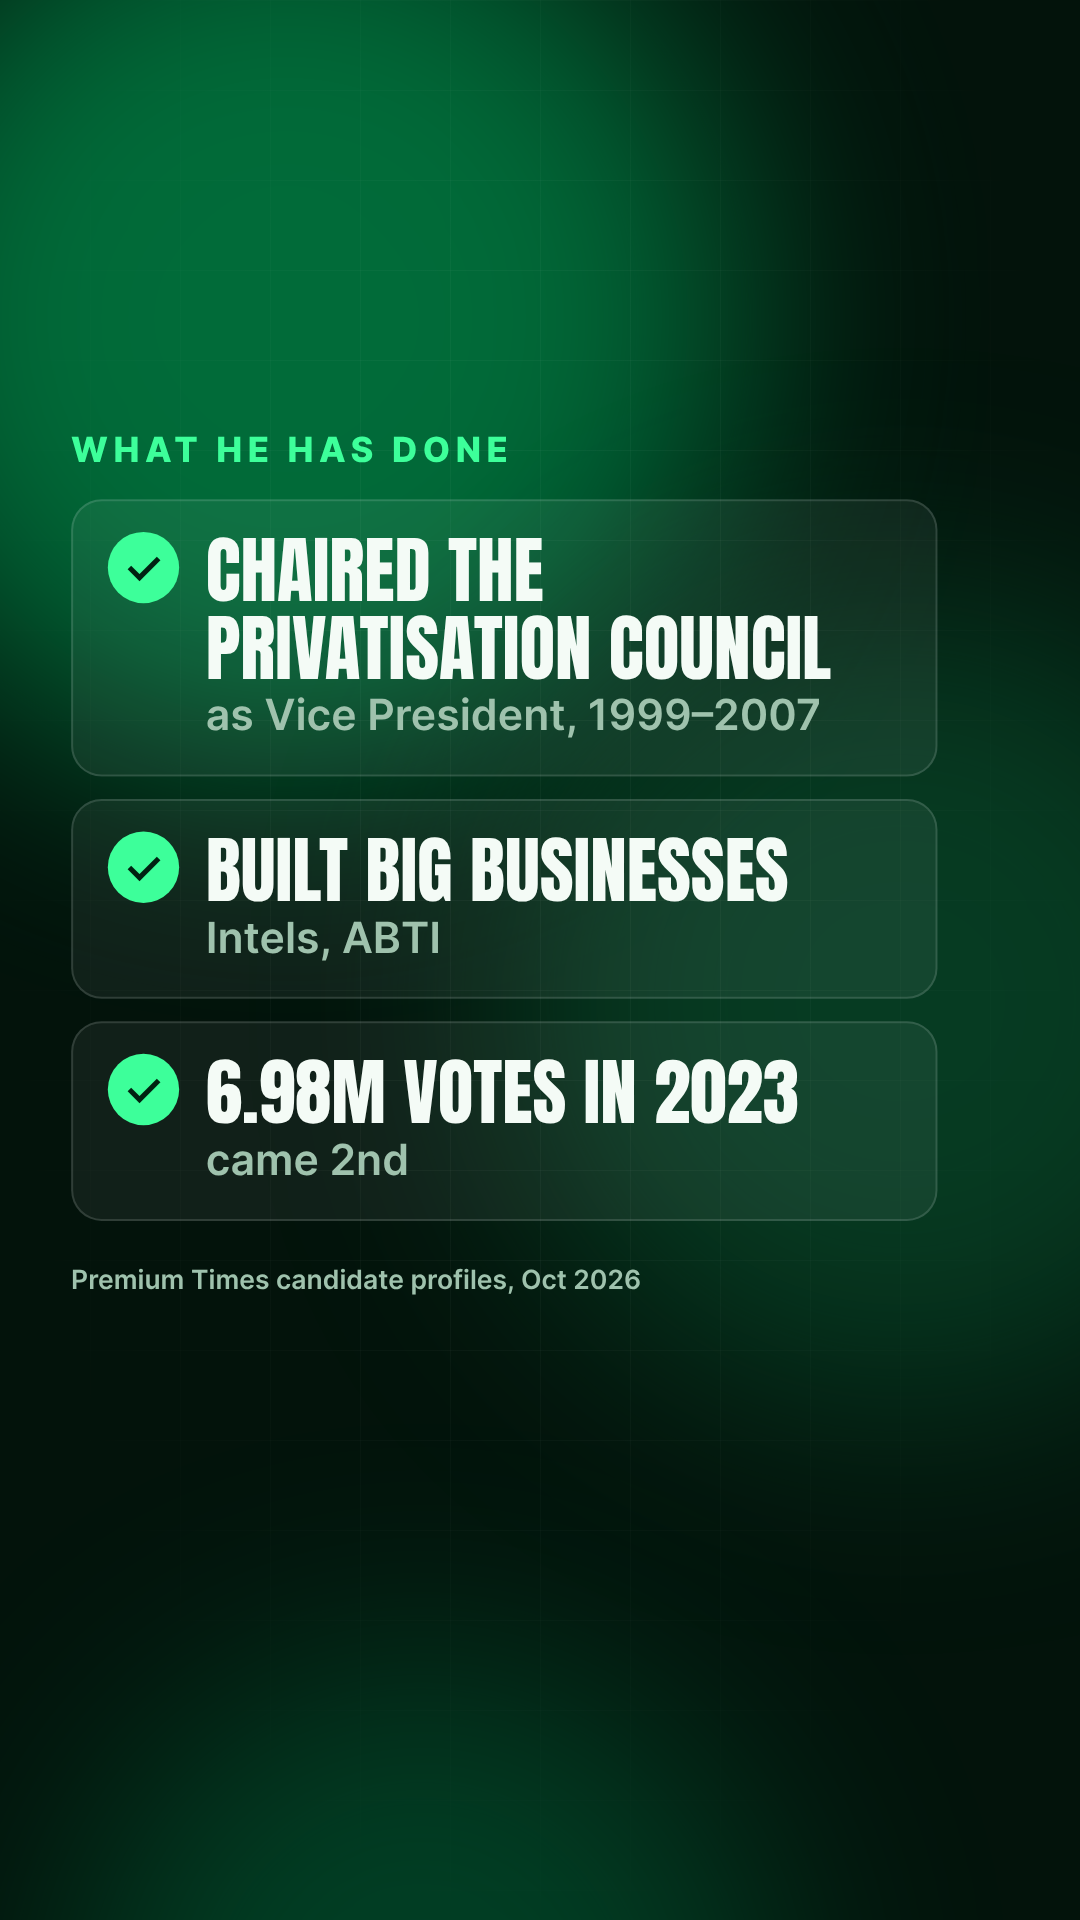 WHAT HE HAS DONE
CHAIRED THE
PRIVATISATION COUNCIL
as Vice President, 1999–2007
BUILT BIG BUSINESSES
Intels, ABTI
6.98M VOTES IN 2023
came 2nd
Premium Times candidate profiles, Oct 2026